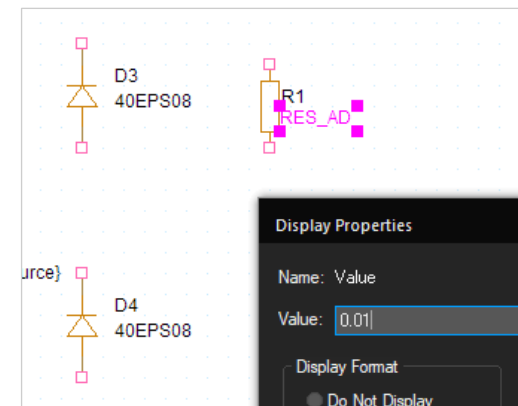 D3
40EPS08
R1
RES_AD
urce}
D4
40EPS08
Display Properties
Name: Value
Value: 0.01
Display Format
Do Not Display